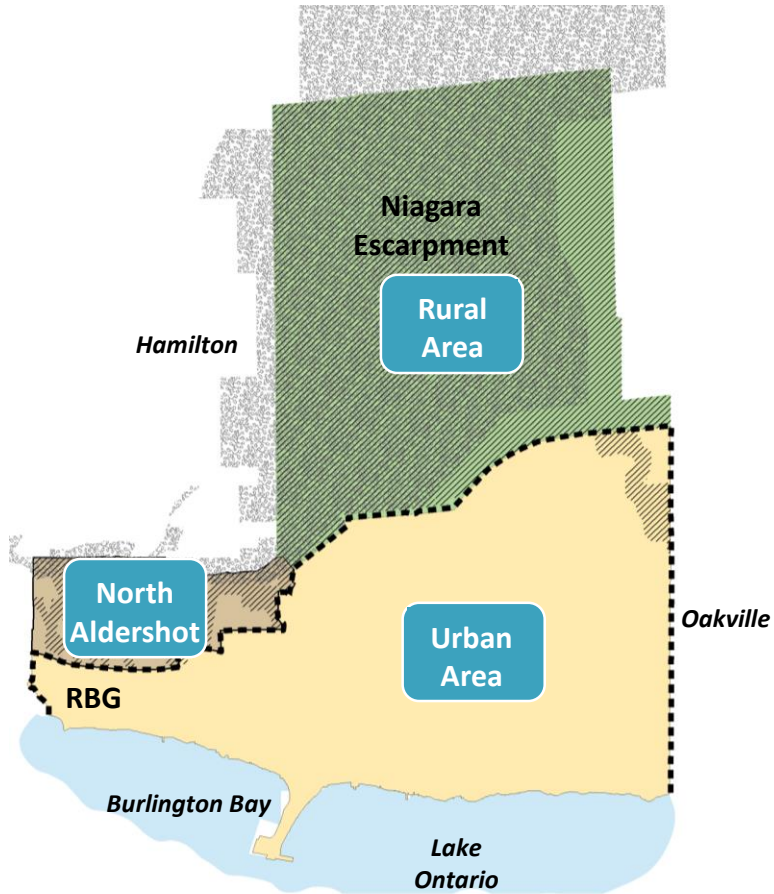 Niagara
Escarpment
Rural
Area
Hamilton
North
Aldershot
Oakville
Urban
Area
RBG
Burlington Bay
Lake
Ontario